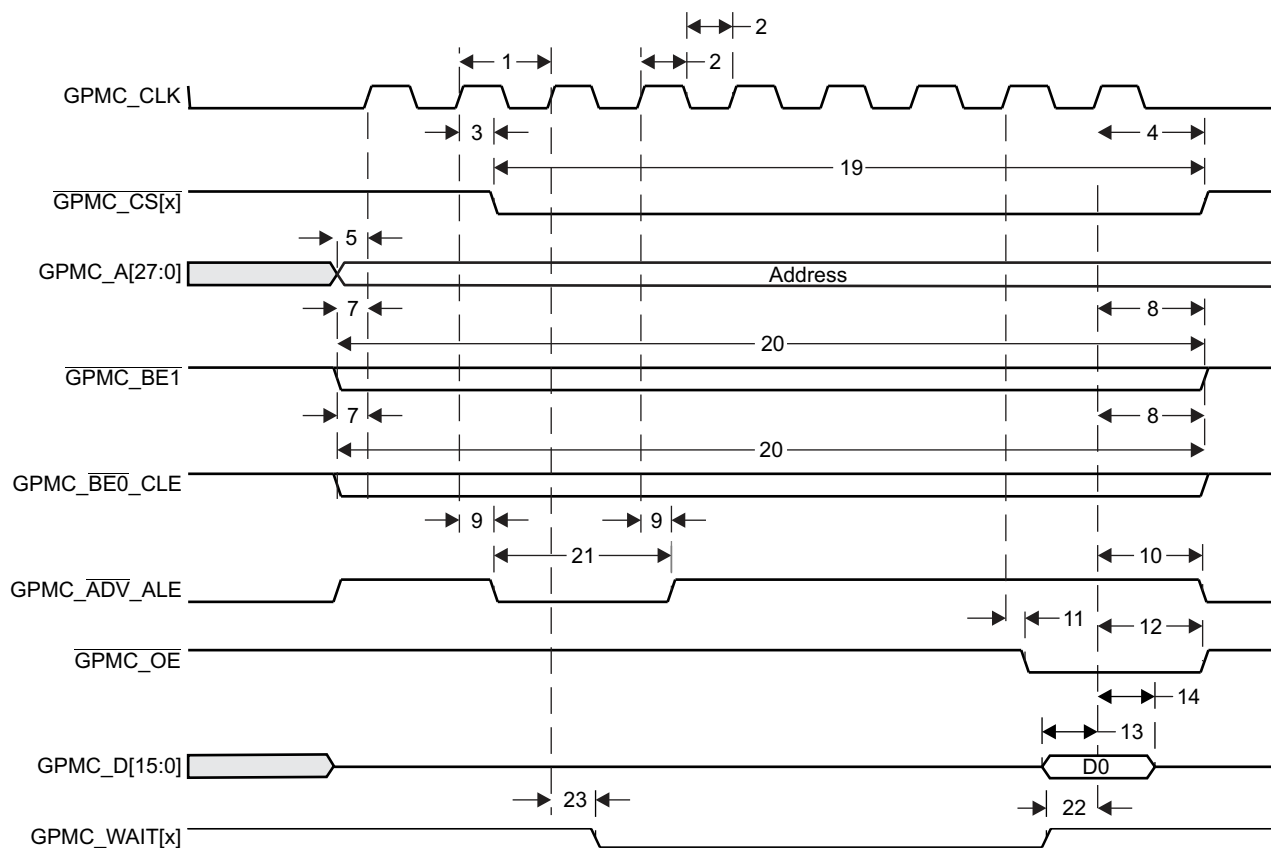 2
1
2
GPMC_CLK
3
4
19
GPMC_CS[x]
5
GPMC_A[27:0]
Address
7
8
20
GPMC_BE1
7
8
20
GPMC_BE0_CLE
9
9
21
10
GPMC_ADV_ALE
11
12
GPMC_OE
14
13
GPMC_D[15:0]
D0
23
22
GPMC_WAIT[x]